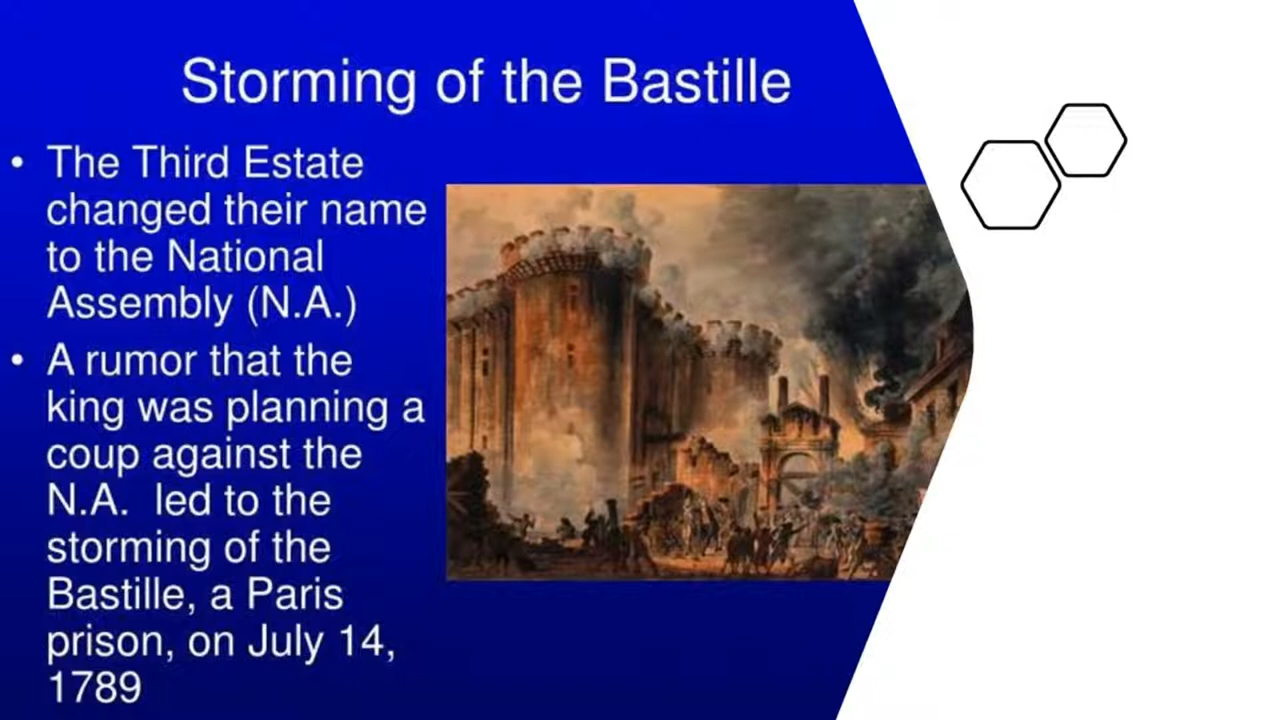 Storming of the Bastille
• The Third Estate
changed their name
to the National
Assembly (N.A.)
• A rumor that the
king was planning a
coup against the
N.A.  led to the
storming of the
Bastille, a Paris
prison, on July 14,
1789